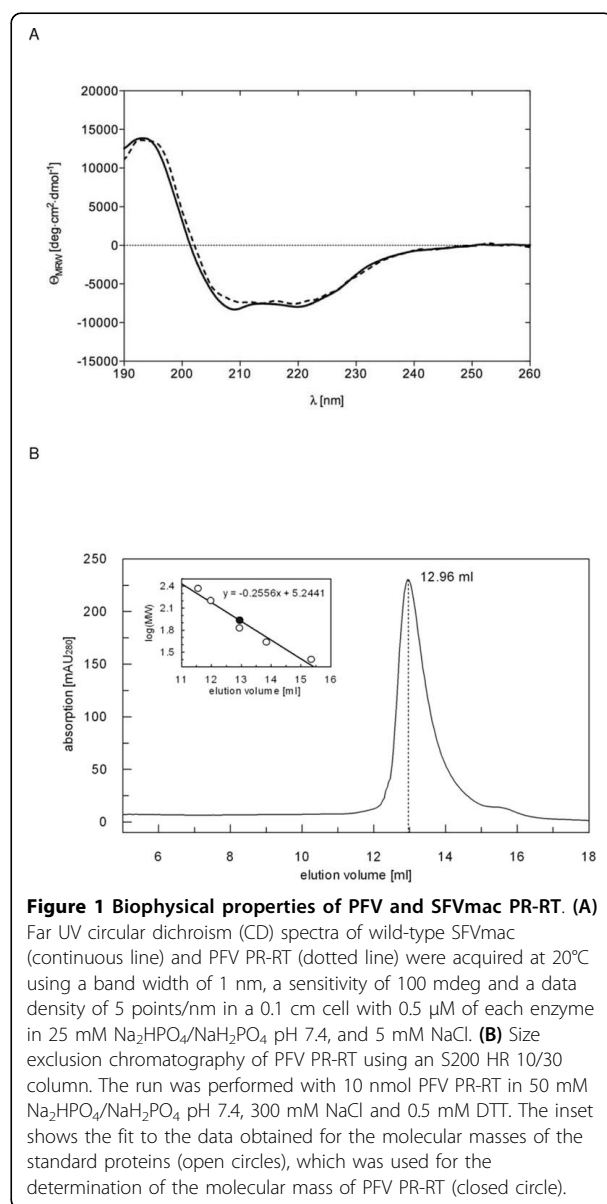 A
20000
15000
10000
5000
0
-5000
-10000
-15000
190 200 210 220 230 240 250 260
ΘMRW [deg·cm²·dmol⁻¹]
λ [nm]
B
250
225
200
175
150
125
100
75
50
25
0
absorption [mAU280]
12.96 ml
2.4
2.1
1.8
1.5
log(MW)
y = -0.2556x + 5.2441
11 12 13 14 15 16
elution volume [ml]
6 8 10 12 14 16 18
elution volume [ml]
Figure 1 Biophysical properties of PFV and SFVmac PR-RT. (A)
Far UV circular dichroism (CD) spectra of wild-type SFVmac
(continuous line) and PFV PR-RT (dotted line) were acquired at 20°C
using a band width of 1 nm, a sensitivity of 100 mdeg and a data
density of 5 points/nm in a 0.1 cm cell with 0.5 μM of each enzyme
in 25 mM Na₂HPO₄/NaH₂PO₄ pH 7.4, and 5 mM NaCl. (B) Size
exclusion chromatography of PFV PR-RT using an S200 HR 10/30
column. The run was performed with 10 nmol PFV PR-RT in 50 mM
Na₂HPO₄/NaH₂PO₄ pH 7.4, 300 mM NaCl and 0.5 mM DTT. The inset
shows the fit to the data obtained for the molecular masses of the
standard proteins (open circles), which was used for the
determination of the molecular mass of PFV PR-RT (closed circle).